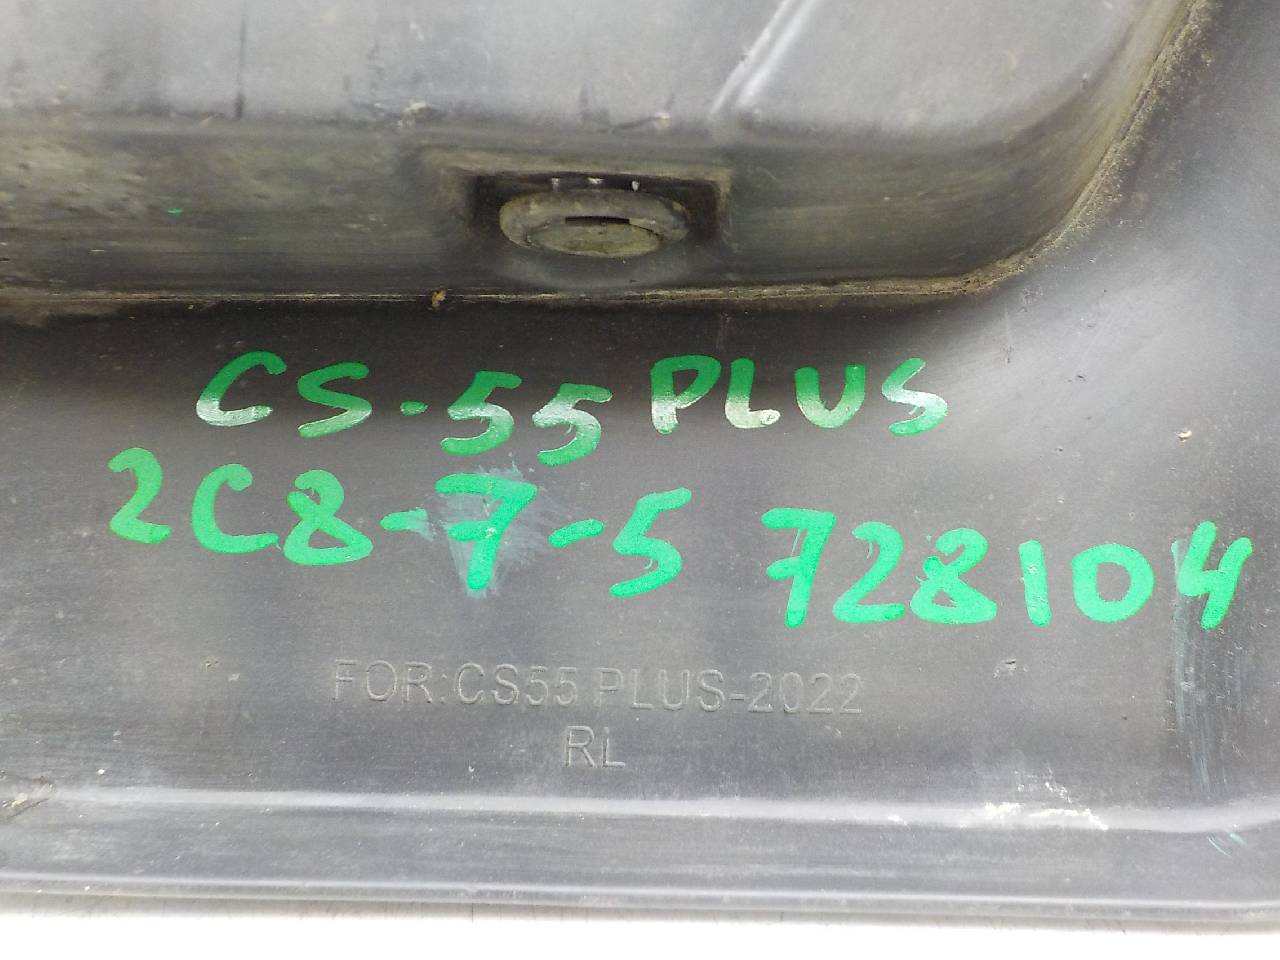 CS-55 PLUS
2C8-7-5 728104
FOR:CS55 PLUS-2022
RL